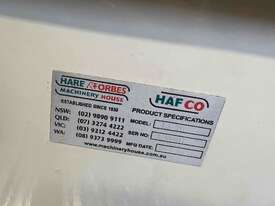 HARE & FORBES
MACHINERY HOUSE
ESTABLISHED SINCE 1930
NSW: (02) 9890 9111
QLD: (07) 3274 4222
VIC: (03) 9212 4422
WA: (08) 9373 9999
www.machineryhouse.com.au
HAFCO
PRODUCT SPECIFICATIONS
MODEL:
SER NO:
MFG DATE: